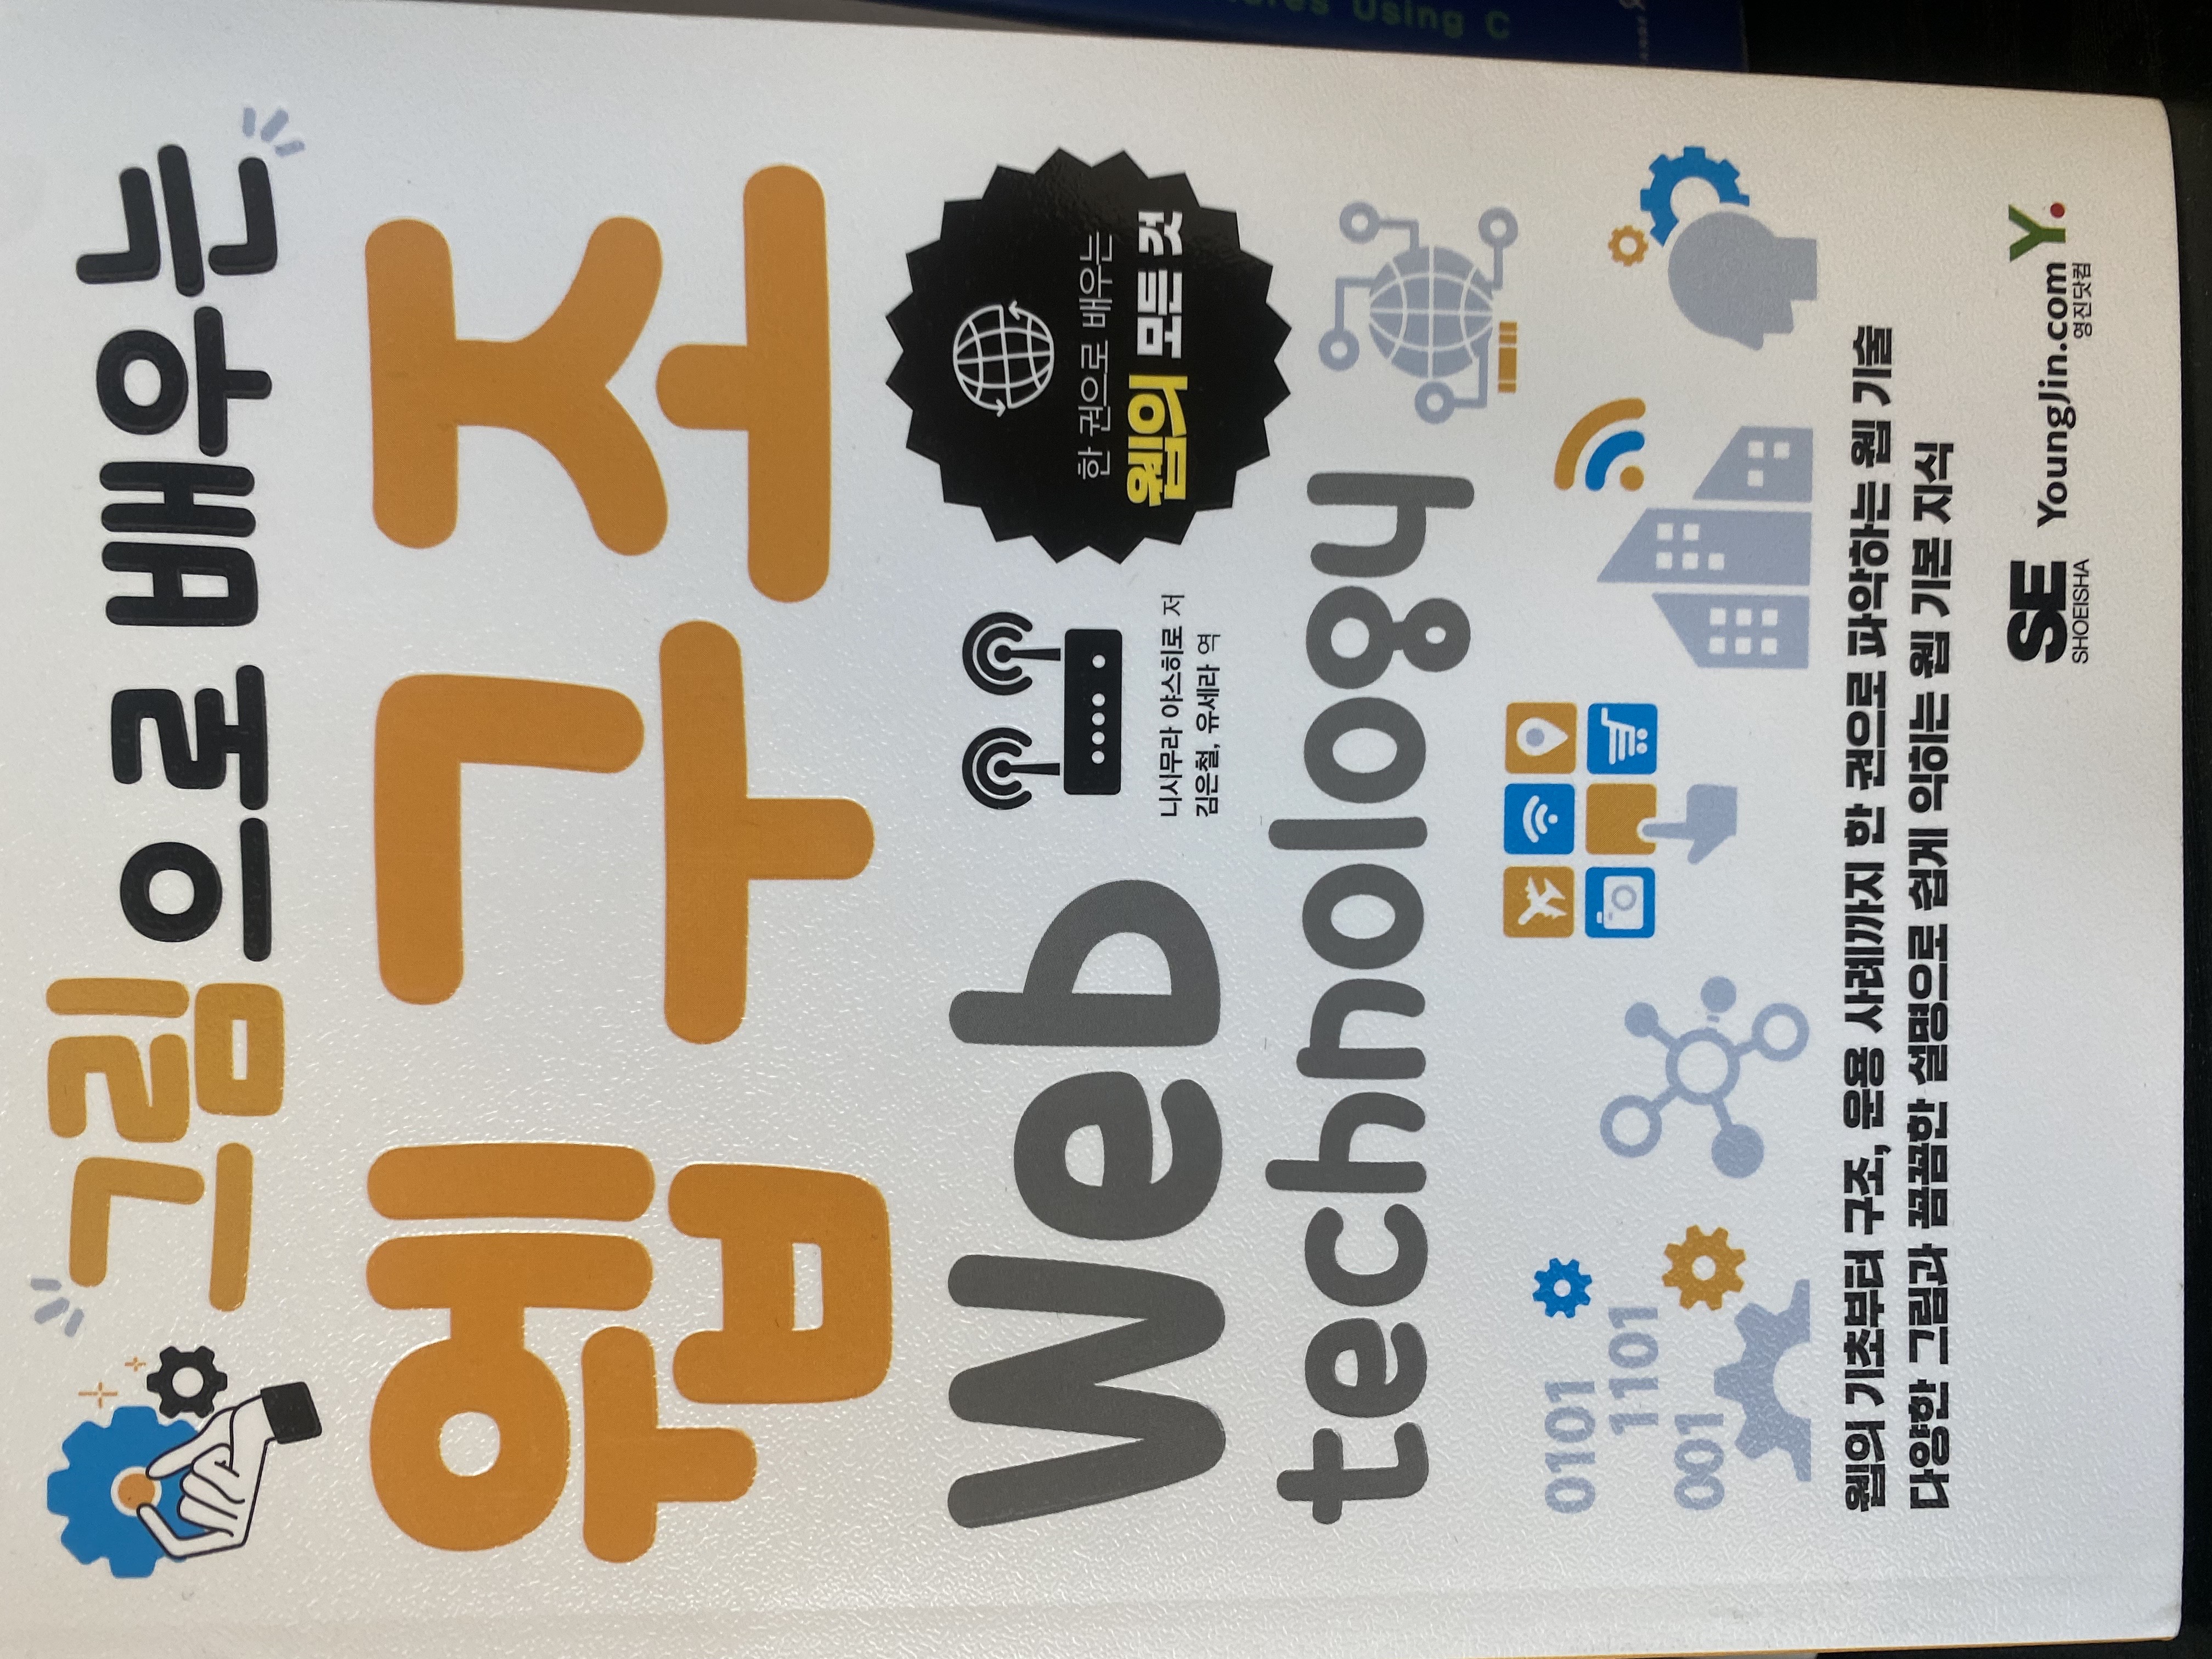 그림으로 배우는
웹 구조
Web
technology
니시무라 야스히로 저
김은철, 유세라 역
한 권으로 배우는
웹의 모든 것
0101
1101
001
웹의 기초부터 구조, 운용 사례까지 한 권으로 파악하는 웹 기술
다양한 그림과 꼼꼼한 설명으로 쉽게 익히는 웹 기본 지식
SE
SHOEISHA
YoungJin.com Y.
영진닷컴
Using C